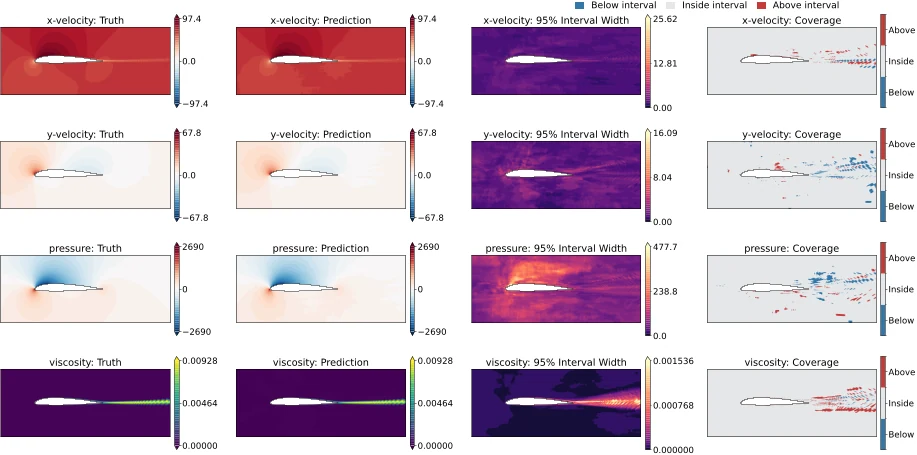 Below interval Inside interval Above interval
x-velocity: Truth x-velocity: Prediction x-velocity: 95% Interval Width x-velocity: Coverage
97.4 97.4 25.62 Above
0.0 0.0 12.81 Inside
−97.4 −97.4 0.00 Below
y-velocity: Truth y-velocity: Prediction y-velocity: 95% Interval Width y-velocity: Coverage
67.8 67.8 16.09 Above
0.0 0.0 8.04 Inside
−67.8 −67.8 0.00 Below
pressure: Truth pressure: Prediction pressure: 95% Interval Width pressure: Coverage
2690 2690 477.7 Above
0 0 238.8 Inside
−2690 −2690 0.0 Below
viscosity: Truth viscosity: Prediction viscosity: 95% Interval Width viscosity: Coverage
0.00928 0.00928 0.001536 Above
0.00464 0.00464 0.000768 Inside
0.00000 0.00000 0.000000 Below